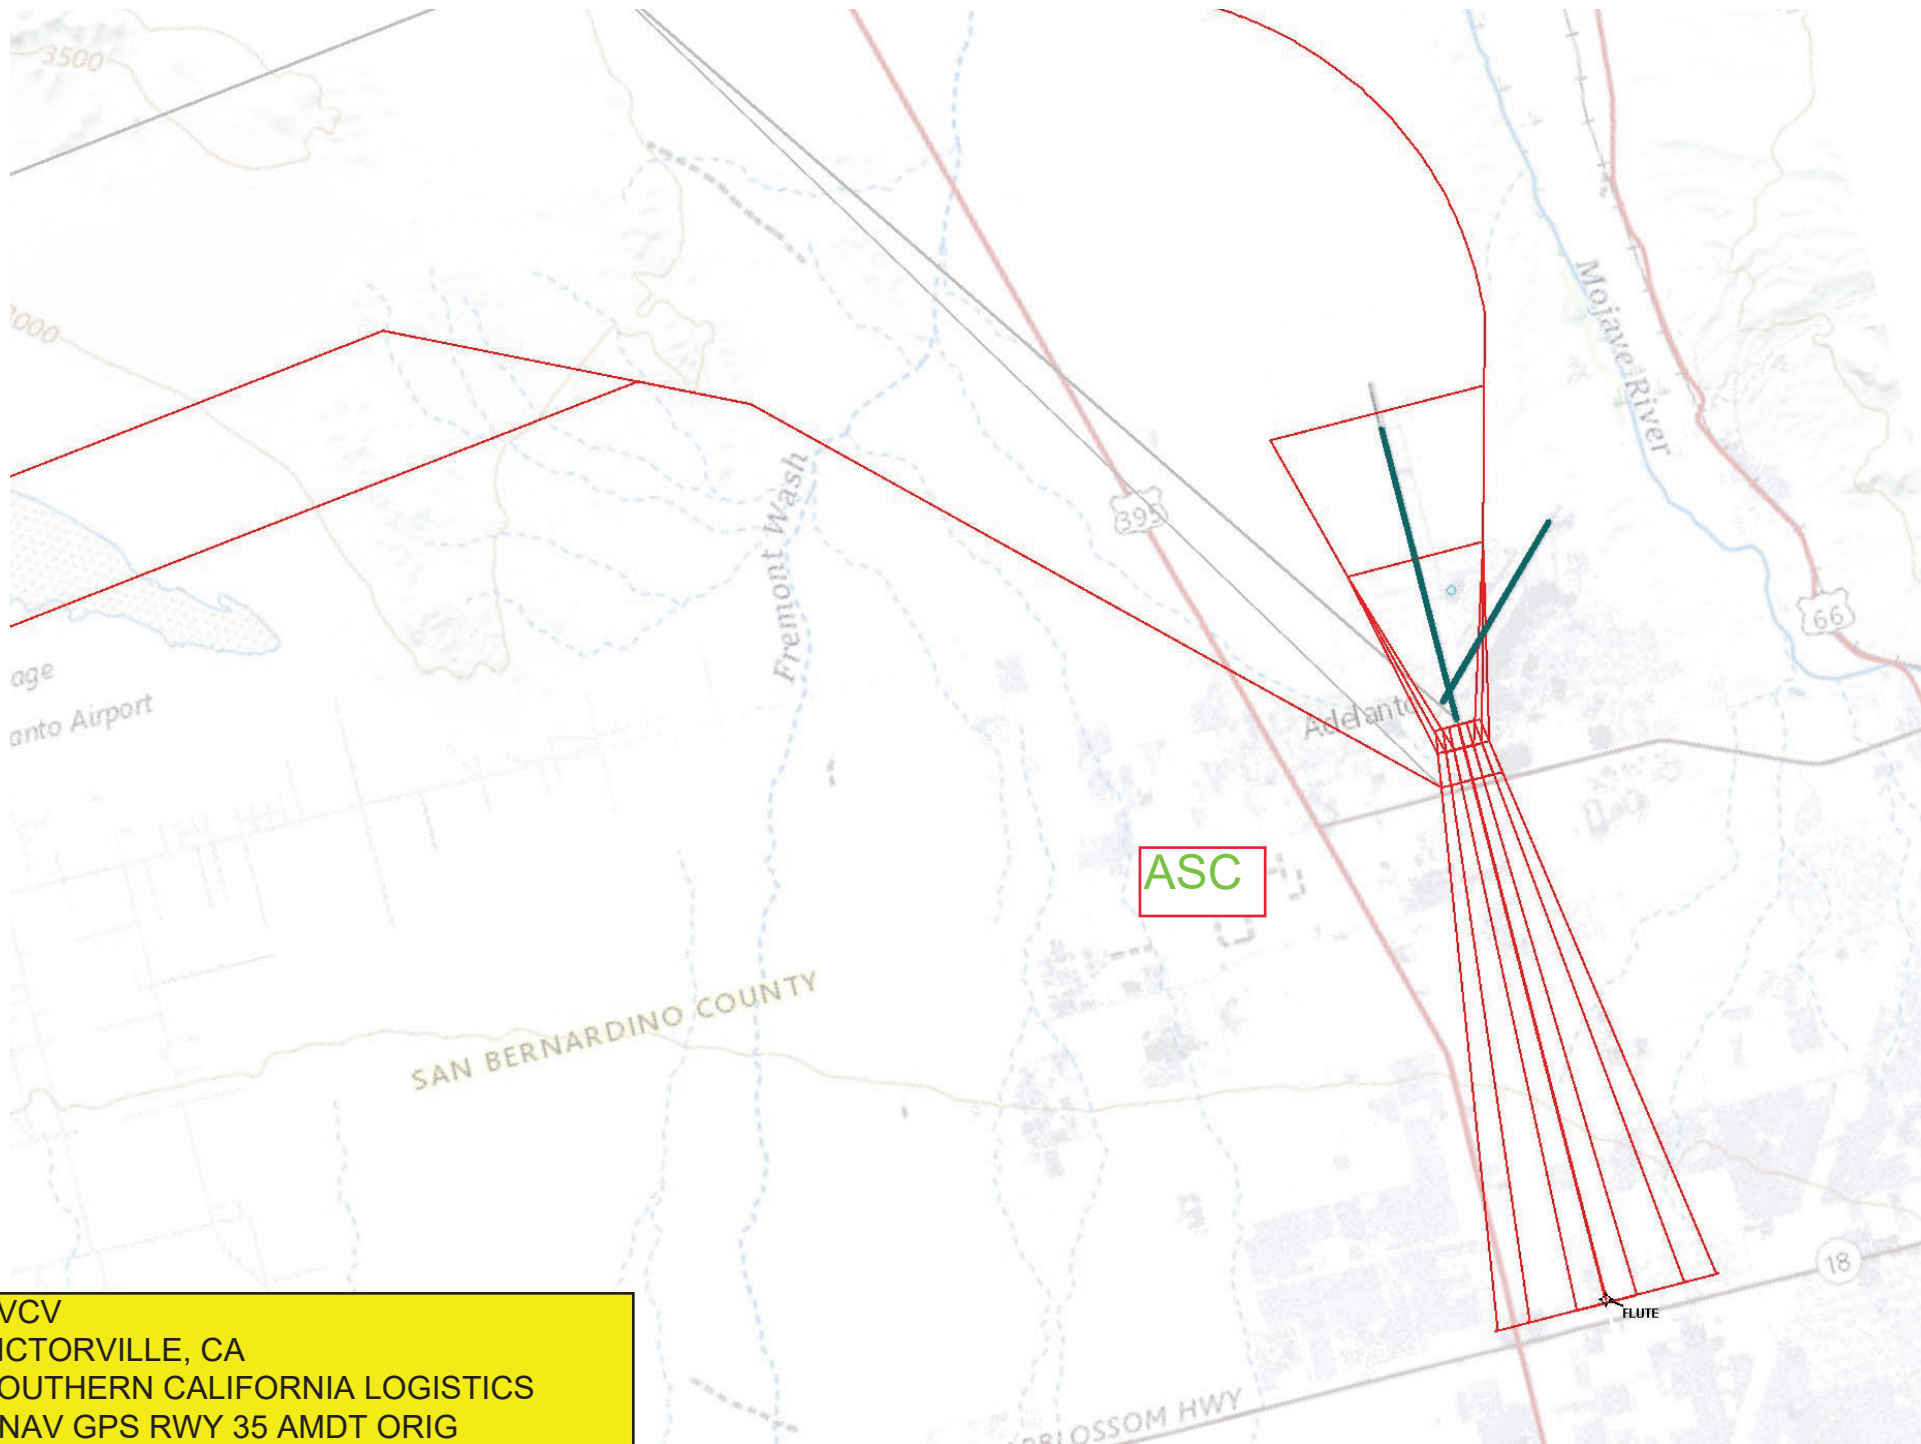 3500
000
Mojave River
395
Fremont Wash
66
age
anto Airport
Adelanto
ASC
SAN BERNARDINO COUNTY
18
FLUTE
VCV
ICTORVILLE, CA
OUTHERN CALIFORNIA LOGISTICS
NAV GPS RWY 35 AMDT ORIG
BLOSSOM HWY